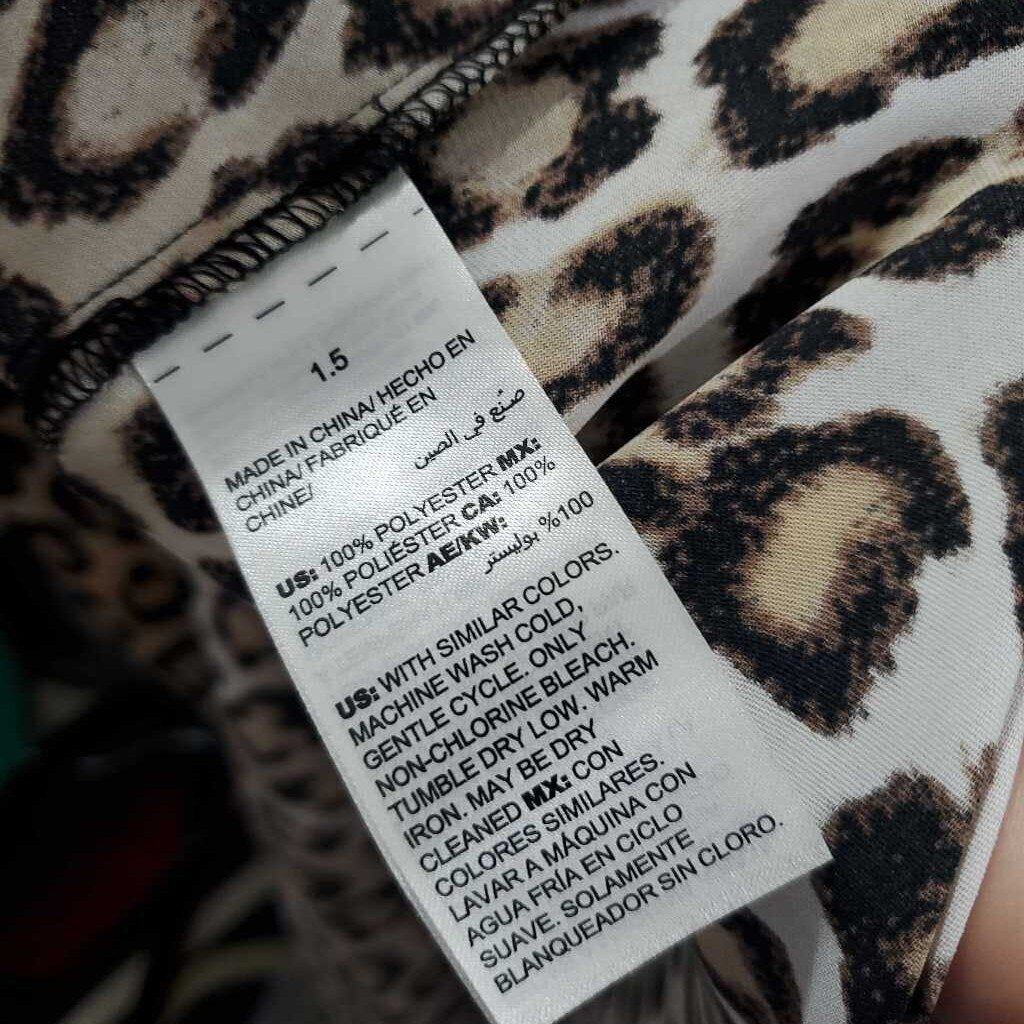 1.5
MADE IN CHINA/ HECHO EN
CHINA/ FABRIQUÉ EN
CHINE/
صنّع في الصين
US: 100% POLYESTER MX:
100% POLIÉSTER CA: 100%
POLYESTER AE/KW:
100% بوليستر
US: WITH SIMILAR COLORS.
MACHINE WASH COLD,
GENTLE CYCLE. ONLY
NON-CHLORINE BLEACH.
TUMBLE DRY LOW. WARM
IRON. MAY BE DRY
CLEANED MX: CON
COLORES SIMILARES.
LAVAR A MÁQUINA CON
AGUA FRÍA EN CICLO
SUAVE. SOLAMENTE
BLANQUEADOR SIN CLORO.